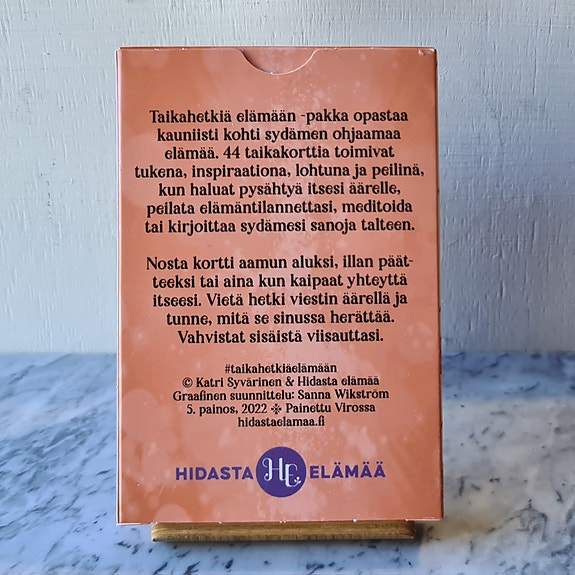 Taikahetkiä elämään -pakka opastaa
kauniisti kohti sydämen ohjaamaa
elämää. 44 taikakorttia toimivat
tukena, inspiraationa, lohtuna ja peilinä,
kun haluat pysähtyä itsesi äärelle,
peilata elämäntilannettasi, meditoida
tai kirjoittaa sydämesi sanoja talteen.
Nosta kortti aamun aluksi, illan päät-
teeksi tai aina kun kaipaat yhteyttä
itseesi. Vietä hetki viestin äärellä ja
tunne, mitä se sinussa herättää.
Vahvistat sisäistä viisauttasi.
#taikahetkiäelämään
© Katri Syvärinen & Hidasta elämää
Graafinen suunnittelu: Sanna Wikström
5. painos, 2022 ❉ Painettu Virossa
hidastaelamaa.fi
HIDASTA HE ELÄMÄÄ